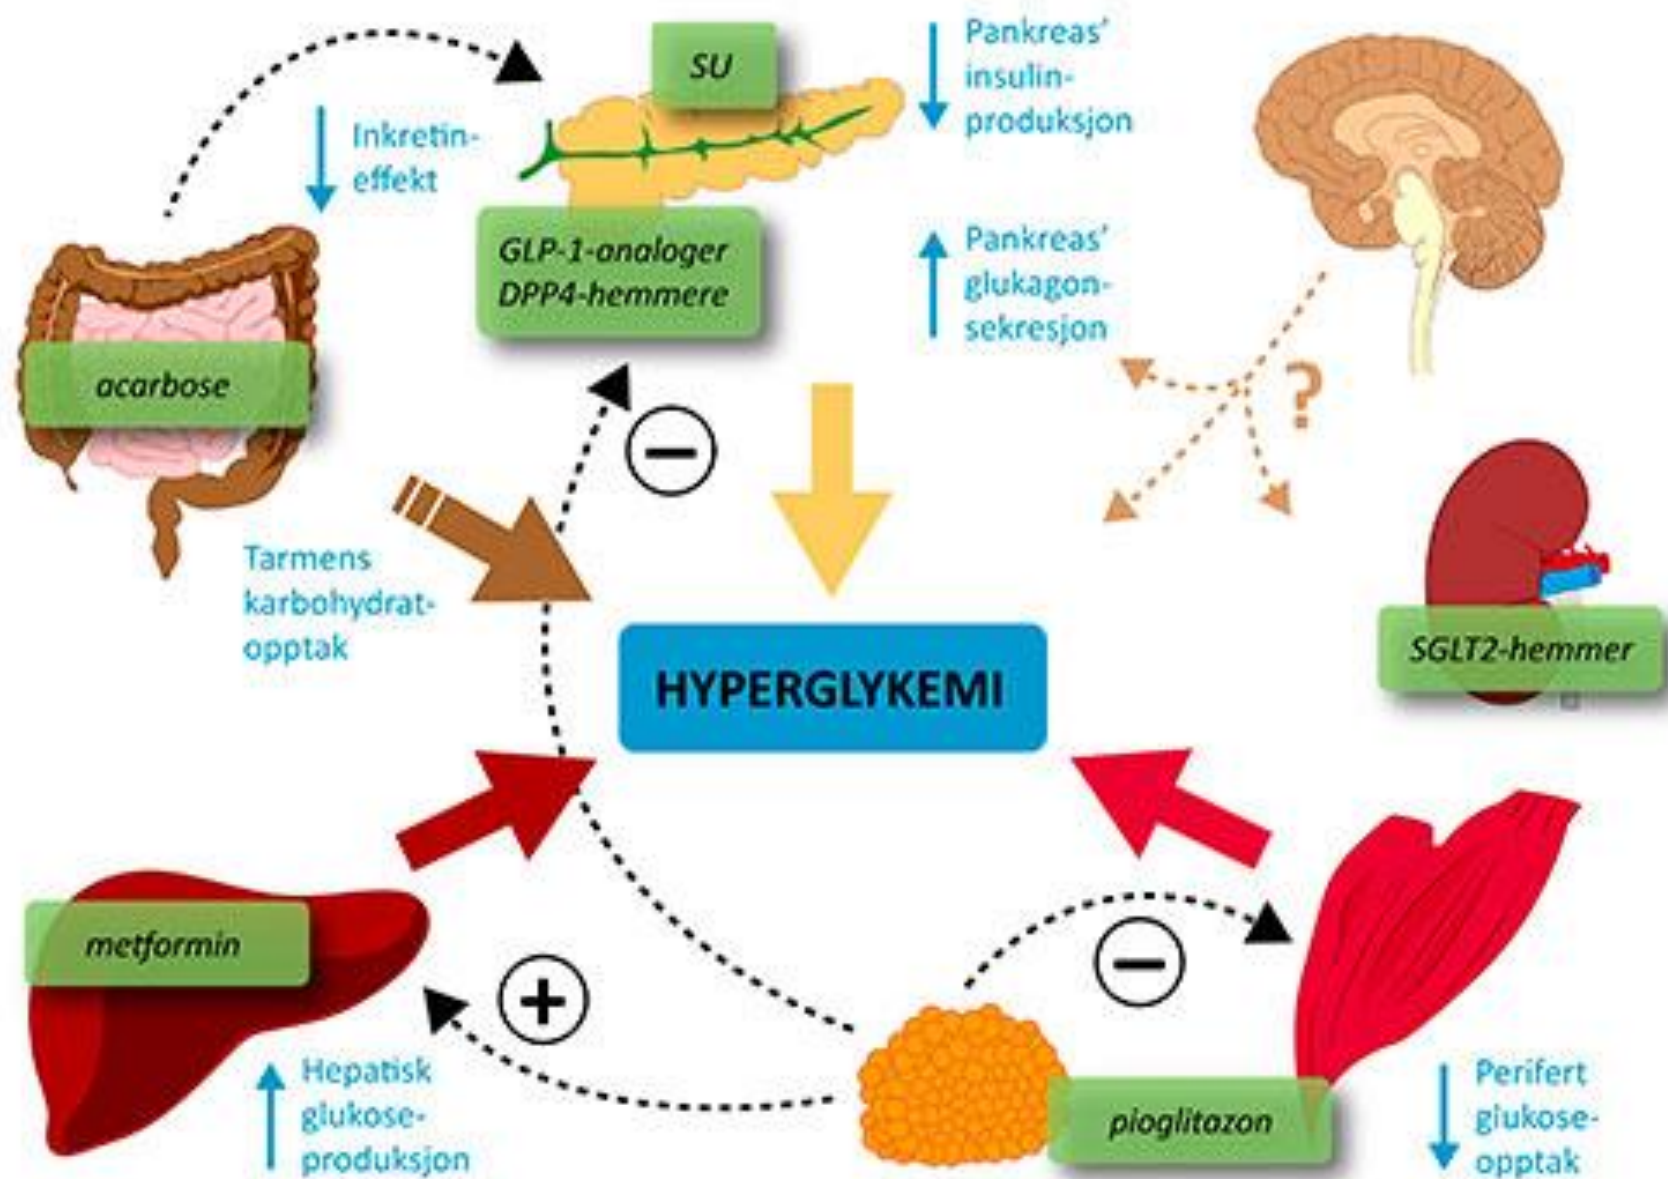 SU
Pankreas'
insulin-
produksjon
Inkretin-
effekt
GLP-1-analoger
DPP4-hemmere
Pankreas'
glukagon-
sekresjon
acarbose
?
−
Tarmens
karbohydrat-
opptak
HYPERGLYKEMI
SGLT2-hemmer
metformin
+
−
Hepatisk
glukose-
produksjon
pioglitazon
Perifert
glukose-
opptak